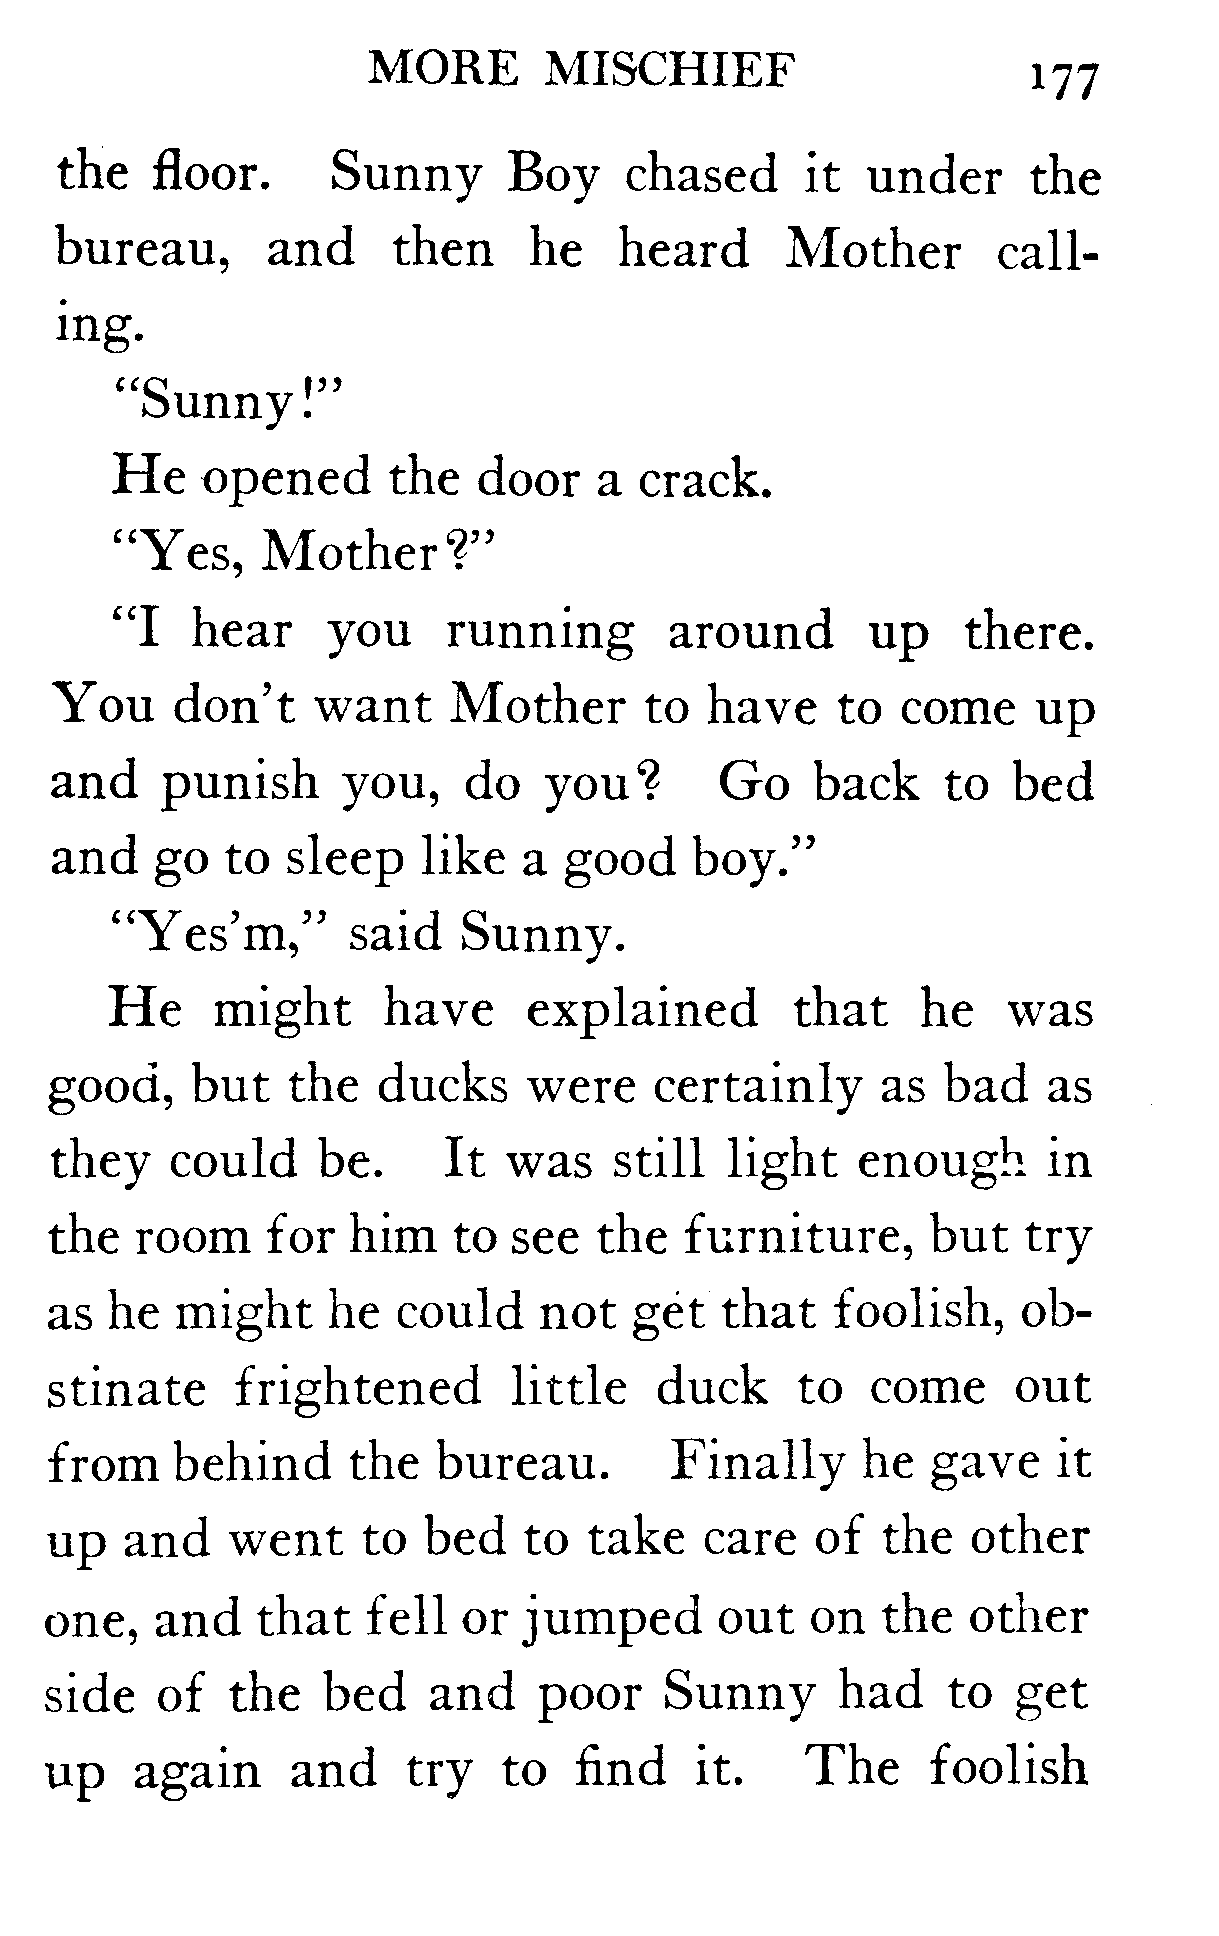 MORE MISCHIEF 177
the floor. Sunny Boy chased it under the
bureau, and then he heard Mother call-
ing.
“Sunny!”
He opened the door a crack.
“Yes, Mother?”
“I hear you running around up there.
You don’t want Mother to have to come up
and punish you, do you? Go back to bed
and go to sleep like a good boy.”
“Yes’m,” said Sunny.
He might have explained that he was
good, but the ducks were certainly as bad as
they could be. It was still light enough in
the room for him to see the furniture, but try
as he might he could not get that foolish, ob-
stinate frightened little duck to come out
from behind the bureau. Finally he gave it
up and went to bed to take care of the other
one, and that fell or jumped out on the other
side of the bed and poor Sunny had to get
up again and try to find it. The foolish